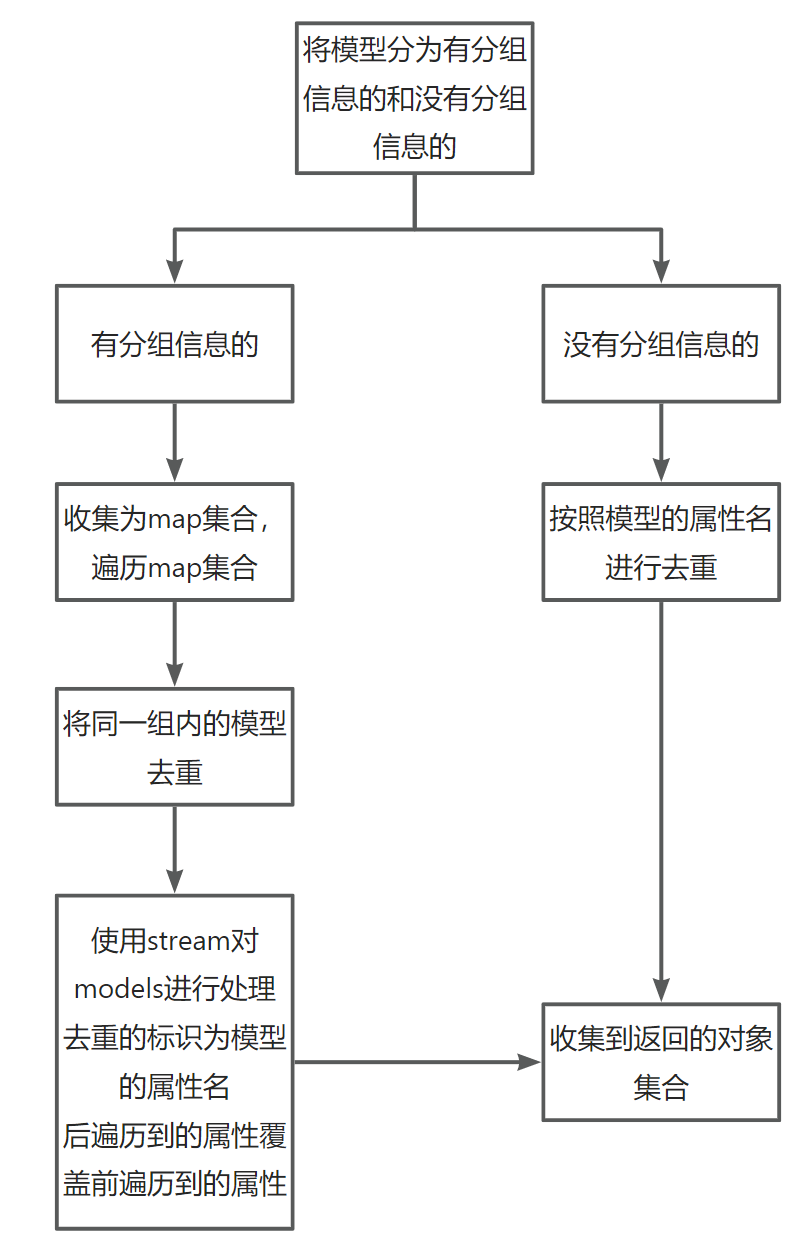 将模型分为有分组
信息的和没有分组
信息的
有分组信息的
没有分组信息的
收集为map集合，
遍历map集合
按照模型的属性名
进行去重
将同一组内的模型
去重
使用stream对
models进行处理
去重的标识为模型
的属性名
后遍历到的属性覆
盖前遍历到的属性
收集到返回的对象
集合